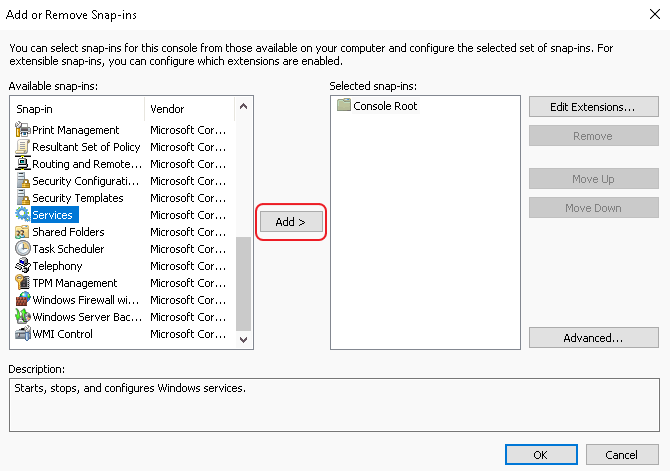 Add or Remove Snap-ins
You can select snap-ins for this console from those available on your computer and configure the selected set of snap-ins. For
extensible snap-ins, you can configure which extensions are enabled.
Available snap-ins:
Snap-in Vendor
Print Management Microsoft Cor...
Resultant Set of Policy Microsoft Cor...
Routing and Remote... Microsoft Cor...
Security Configurati... Microsoft Cor...
Security Templates Microsoft Cor...
Services Microsoft Cor...
Shared Folders Microsoft Cor...
Task Scheduler Microsoft Cor...
Telephony Microsoft Cor...
TPM Management Microsoft Cor...
Windows Firewall wi... Microsoft Cor...
Windows Server Bac... Microsoft Cor...
WMI Control Microsoft Cor...
Add >
Selected snap-ins:
Console Root
Edit Extensions...
Remove
Move Up
Move Down
Advanced...
Description:
Starts, stops, and configures Windows services.
OK
Cancel